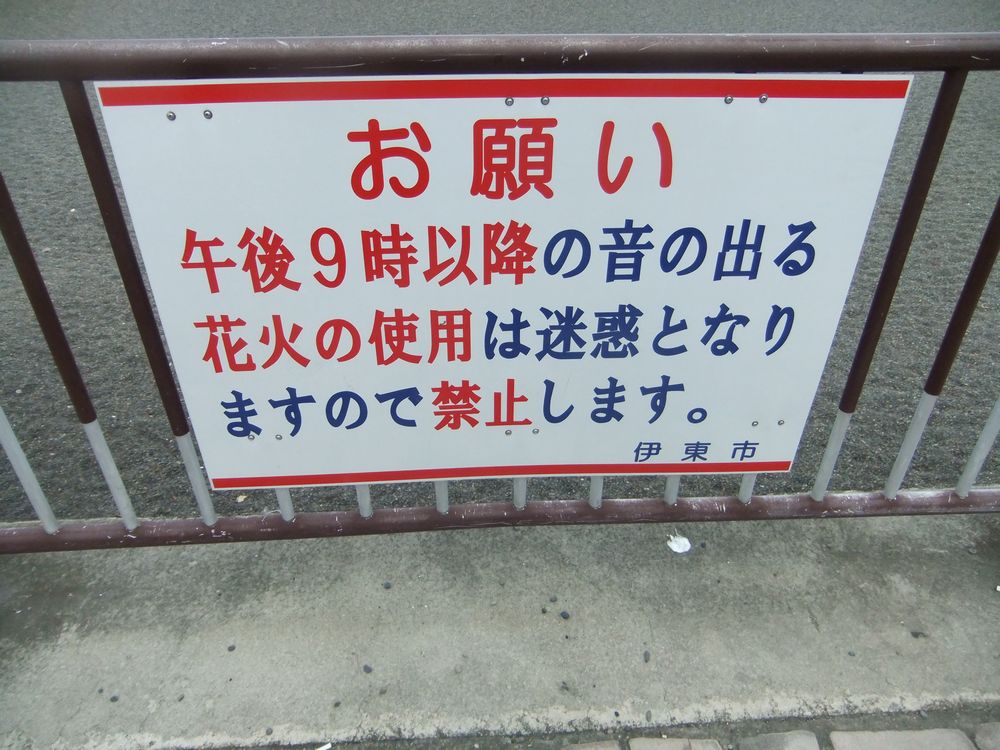 お願い
午後9時以降の音の出る
花火の使用は迷惑となり
ますので禁止します。
伊東市